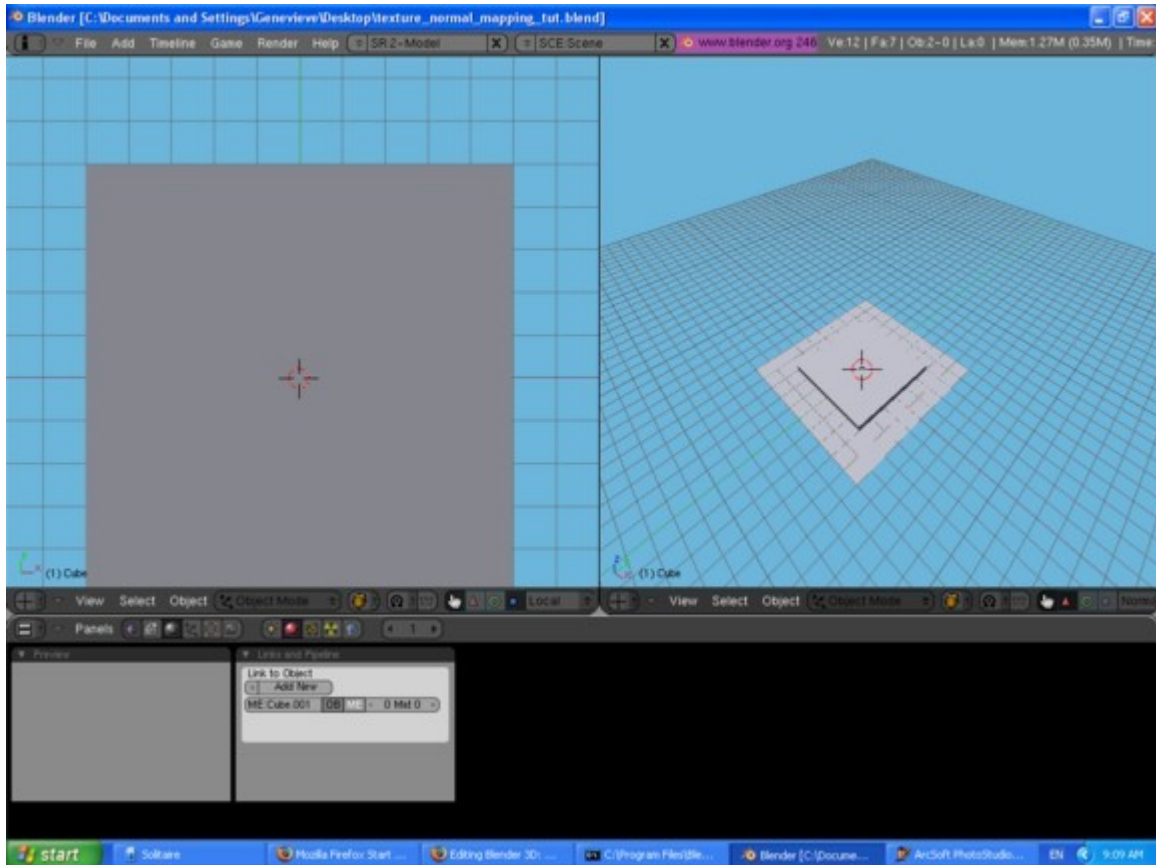 Blender [C:\Documents and Settings\Genevieve\Desktop\texture_normal_mapping_tut.blend]
File Add Timeline Game Render Help SR:2-Model X SCE:Scene X www.blender.org 246 Ve:12 | Fa:7 | Ob:2-0 | La:0 | Mem:1.27M (0.35M) | Time:
(1) Cube
(1) Cube
View Select Object Object Mode Local
View Select Object Object Mode Norma
Panels 1
Preview
Links and Pipeline
Link to Object
Add New
ME:Cube.001 OB ME 0 Mat 0
start Solitaire Mozilla Firefox Start ... Editing Blender 3D: ... C:\Program Files\Ble... Blender [C:\Docume... ArcSoft PhotoStudio... EN 9:09 AM